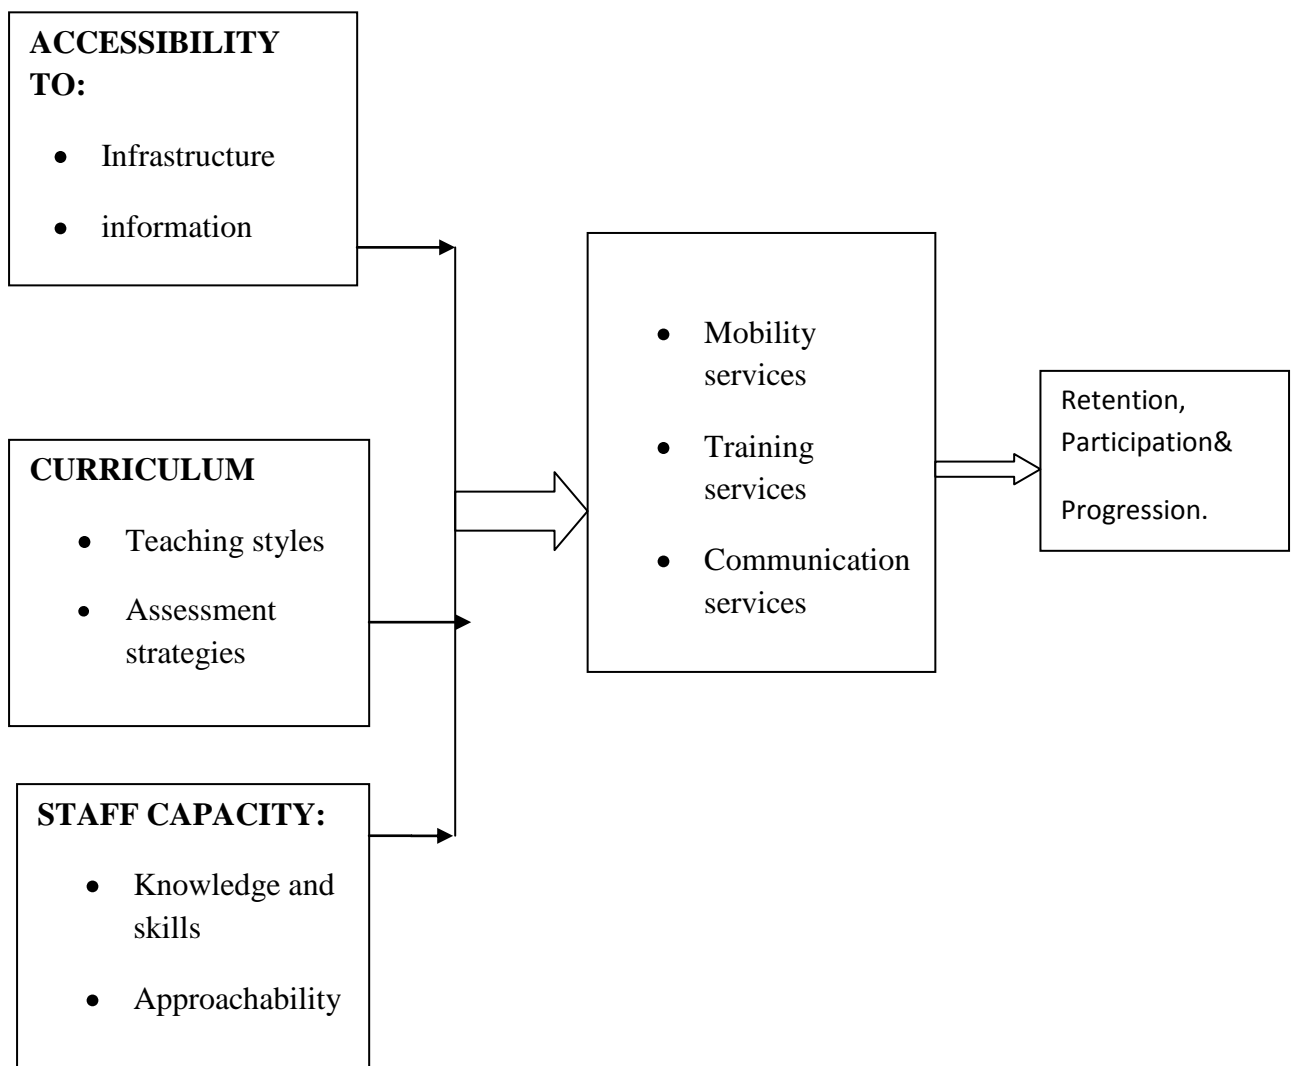 ACCESSIBILITY
TO:
• Infrastructure
• information
CURRICULUM
• Teaching styles
• Assessment
strategies
STAFF CAPACITY:
• Knowledge and
skills
• Approachability
• Mobility
services
• Training
services
• Communication
services
Retention,
Participation&
Progression.